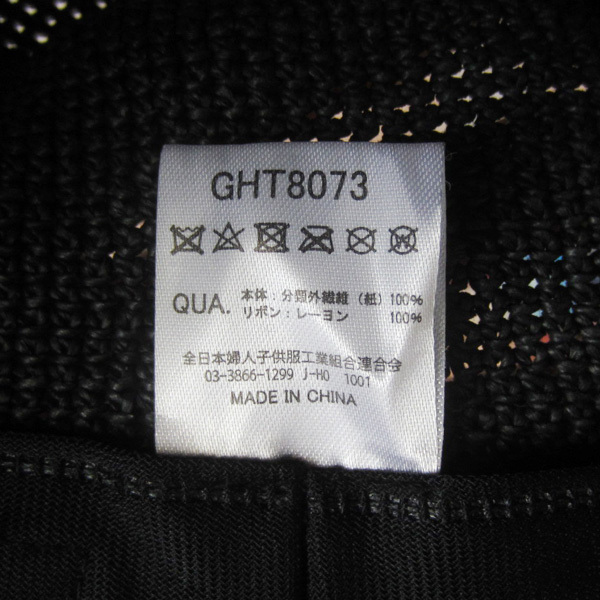 GHT8073
QUA. 本体：分類外繊維（紙）100%
リボン：レーヨン 100%
全日本婦人子供服工業組合連合会
03-3866-1299 J-HO 1001
MADE IN CHINA